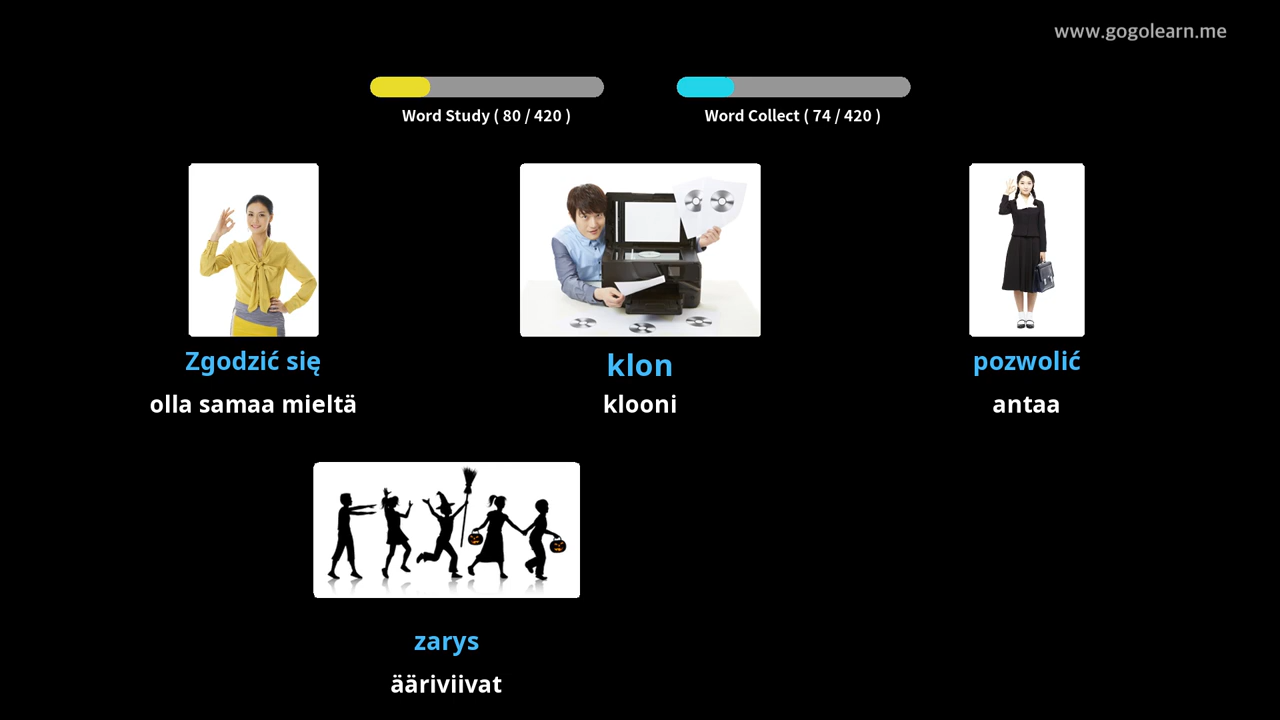 www.gogolearn.me
Word Study ( 80 / 420 )
Word Collect ( 74 / 420 )
Zgodzić się
olla samaa mieltä
klon
klooni
pozwolić
antaa
zarys
ääriviivat